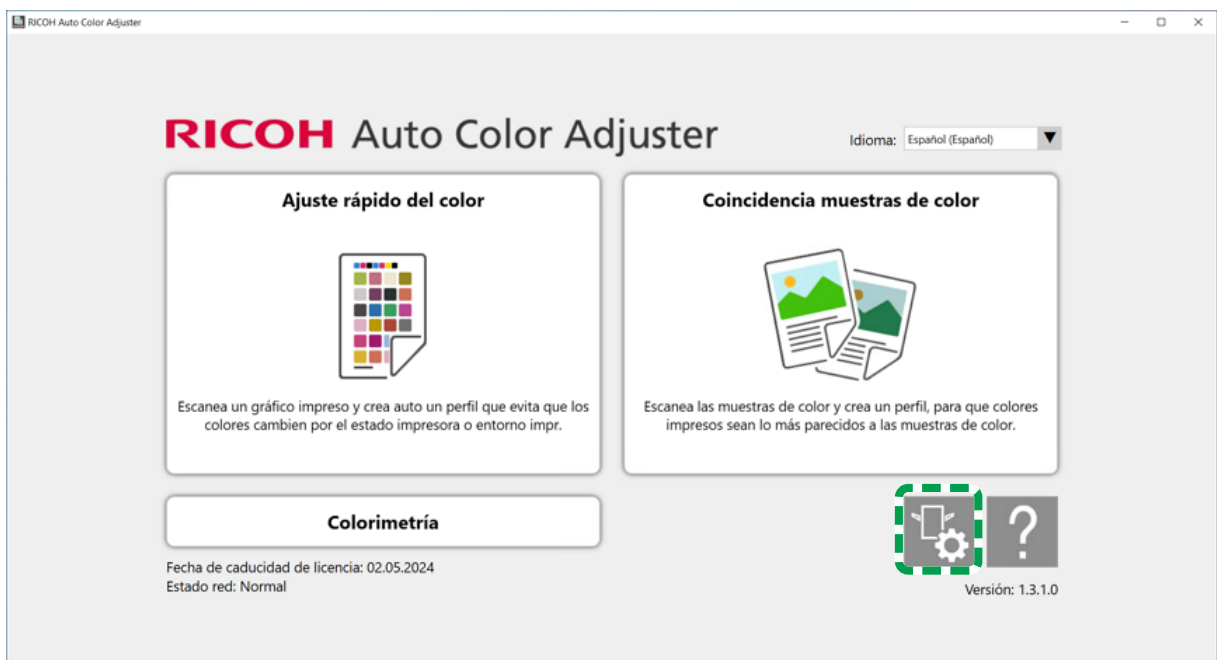 RICOH Auto Color Adjuster
RICOH Auto Color Adjuster
Idioma: Español (Español)
Ajuste rápido del color
Escanea un gráfico impreso y crea auto un perfil que evita que los
colores cambien por el estado impresora o entorno impr.
Coincidencia muestras de color
Escanea las muestras de color y crea un perfil, para que colores
impresos sean lo más parecidos a las muestras de color.
Colorimetría
?
Fecha de caducidad de licencia: 02.05.2024
Estado red: Normal
Versión: 1.3.1.0